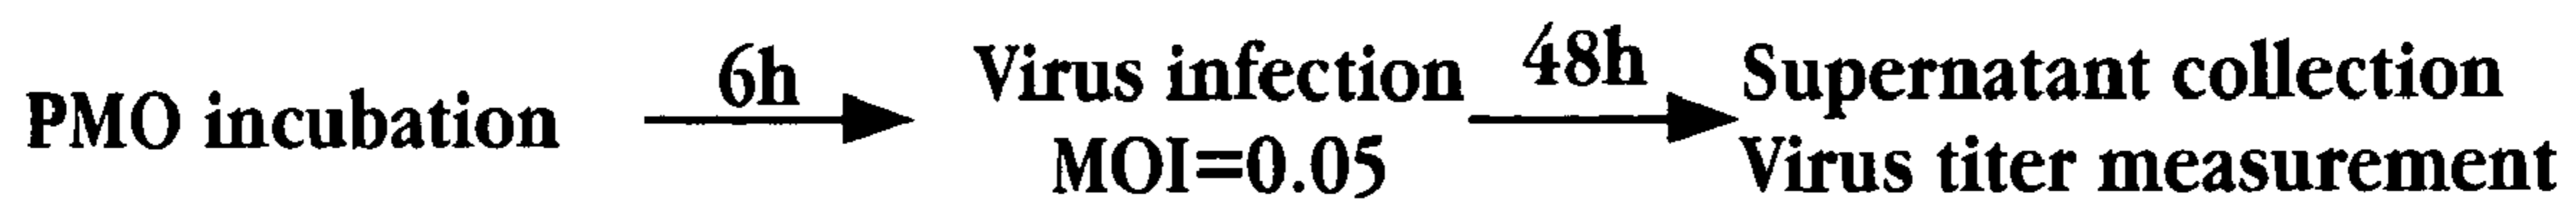 PMO incubation
6h
Virus infection
MOI=0.05
48h
Supernatant collection
Virus titer measurement